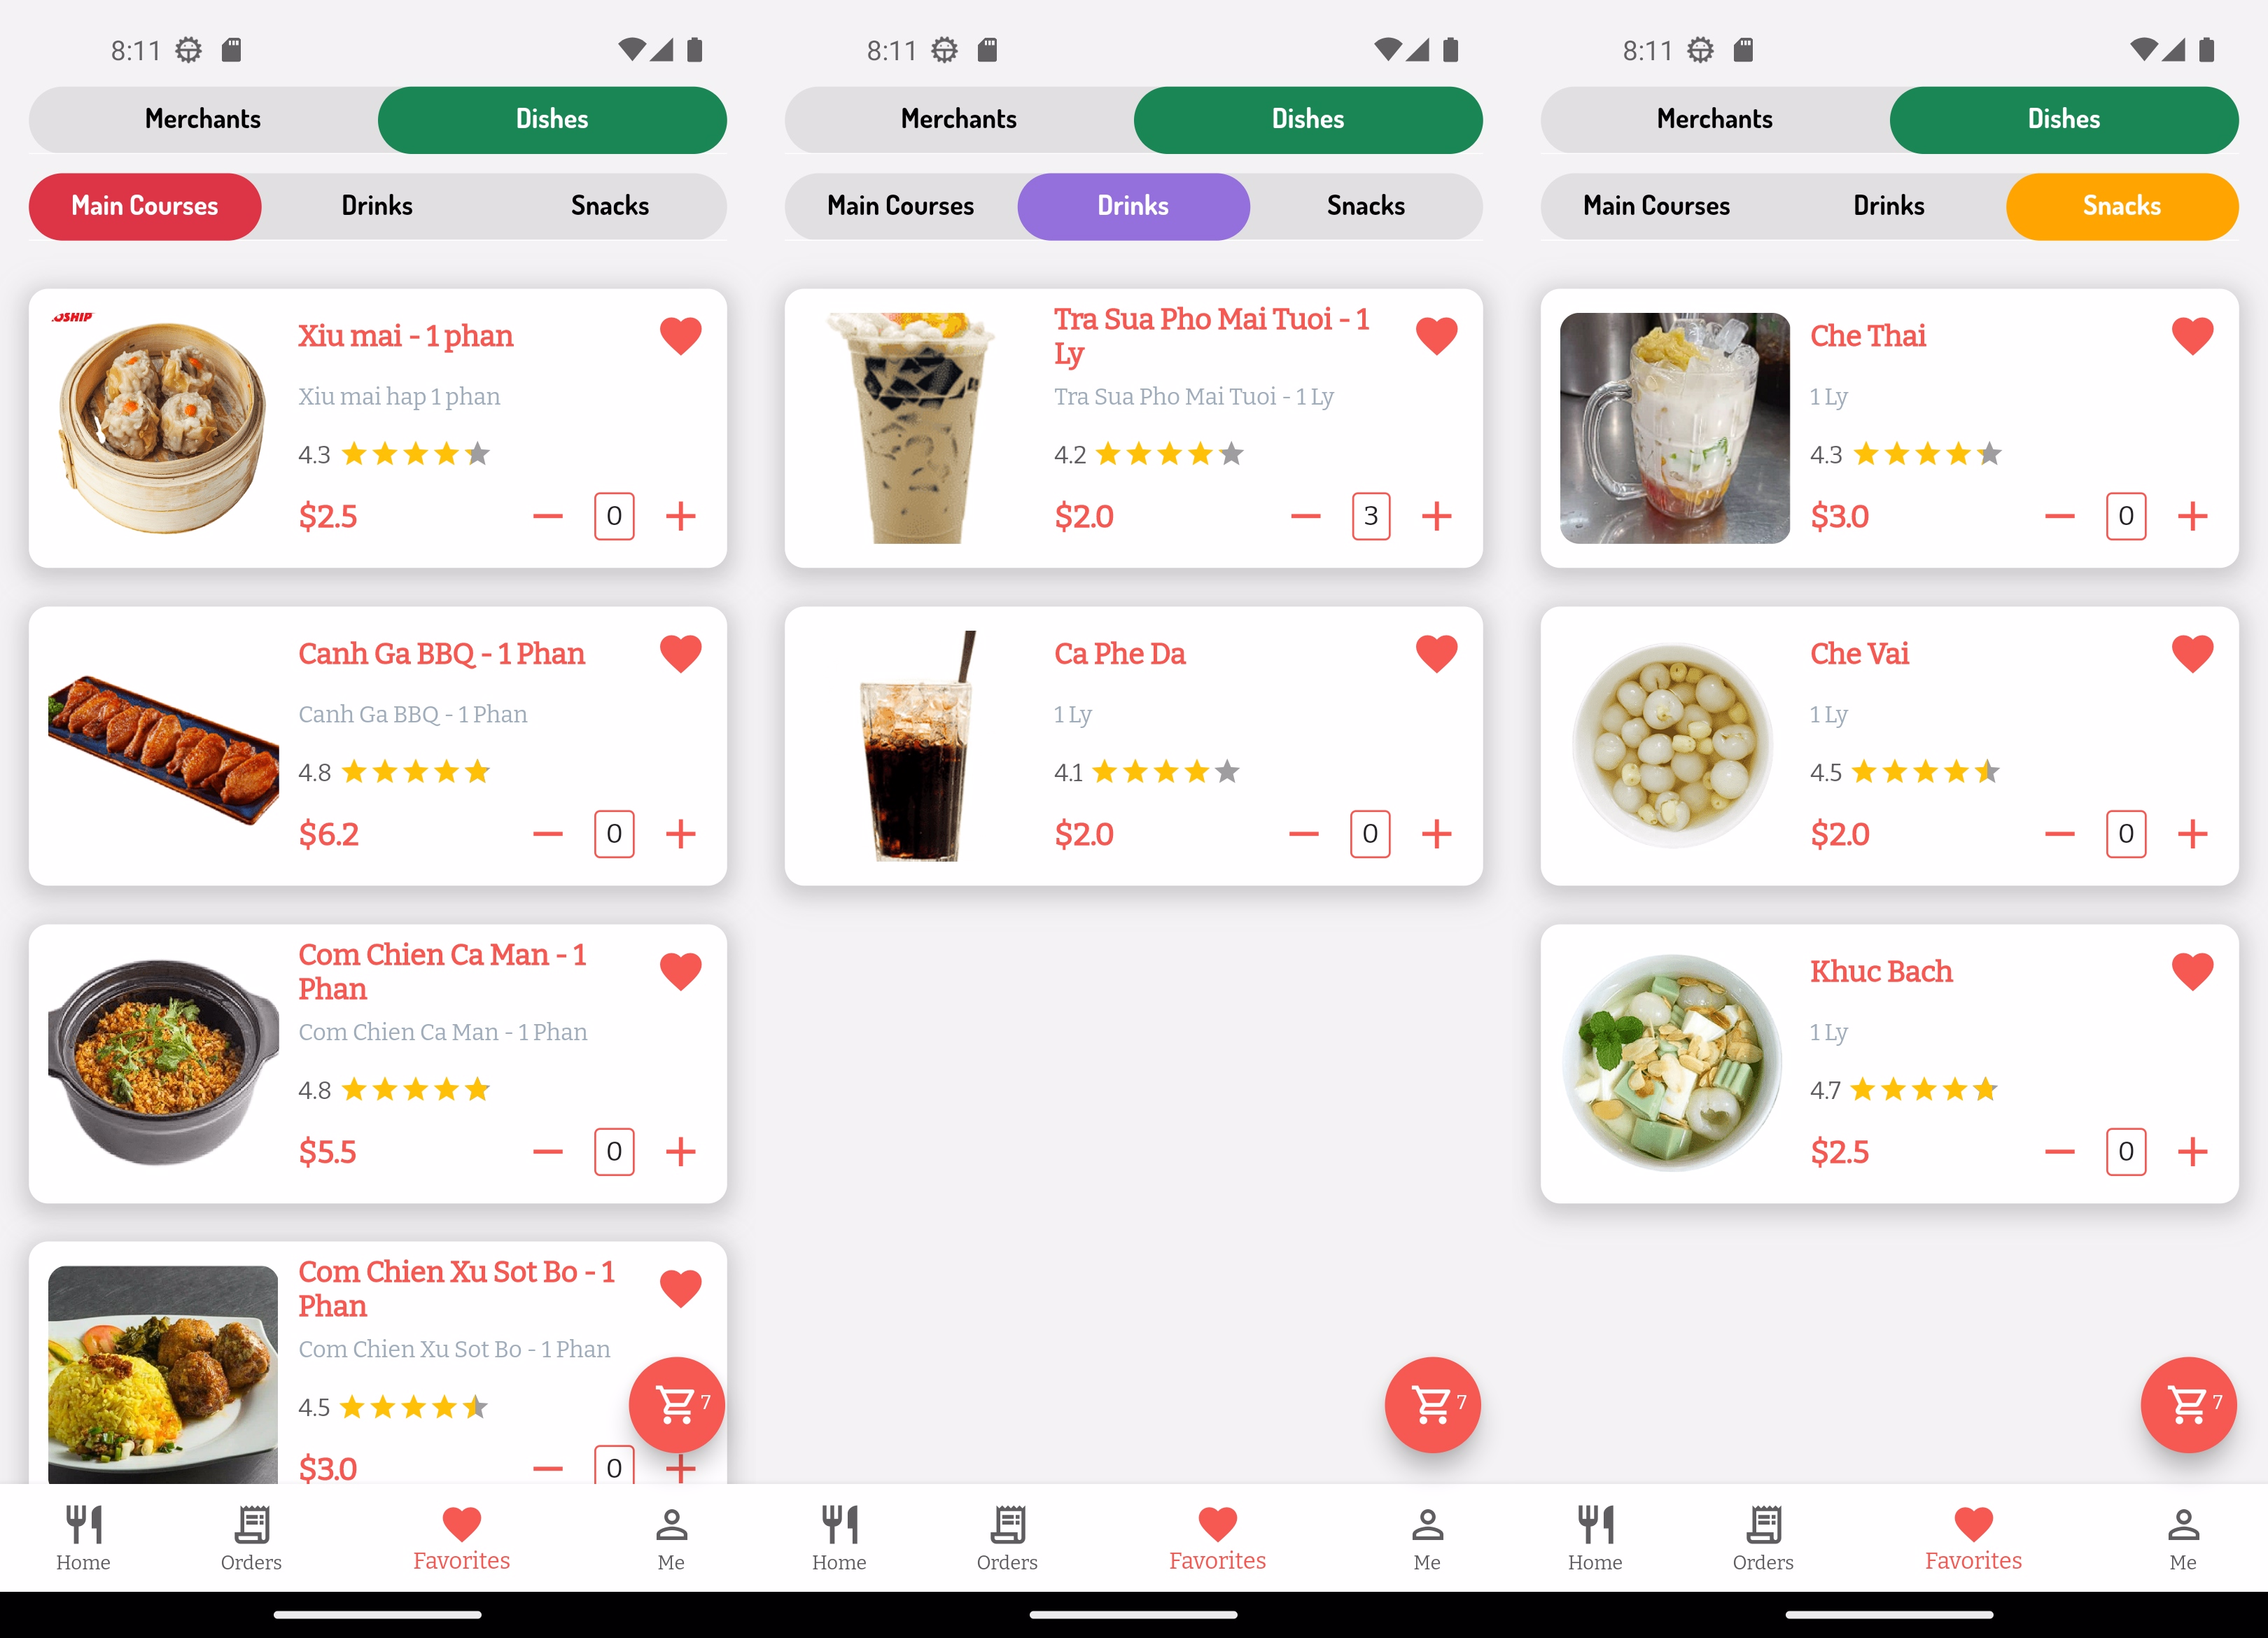 8:11
Merchants Dishes
Main Courses Drinks Snacks
Xiu mai - 1 phan
Xiu mai hap 1 phan
4.3
$2.5 0
Canh Ga BBQ - 1 Phan
Canh Ga BBQ - 1 Phan
4.8
$6.2 0
Com Chien Ca Man - 1
Phan
Com Chien Ca Man - 1 Phan
4.8
$5.5 0
Com Chien Xu Sot Bo - 1
Phan
Com Chien Xu Sot Bo - 1 Phan
4.5
7
$3.0 0
Home Orders Favorites Me
8:11
Merchants Dishes
Main Courses Drinks Snacks
Tra Sua Pho Mai Tuoi - 1
Ly
Tra Sua Pho Mai Tuoi - 1 Ly
4.2
$2.0 3
Ca Phe Da
1 Ly
4.1
$2.0 0
7
Home Orders Favorites Me
8:11
Merchants Dishes
Main Courses Drinks Snacks
Che Thai
1 Ly
4.3
$3.0 0
Che Vai
1 Ly
4.5
$2.0 0
Khuc Bach
1 Ly
4.7
$2.5 0
7
Home Orders Favorites Me